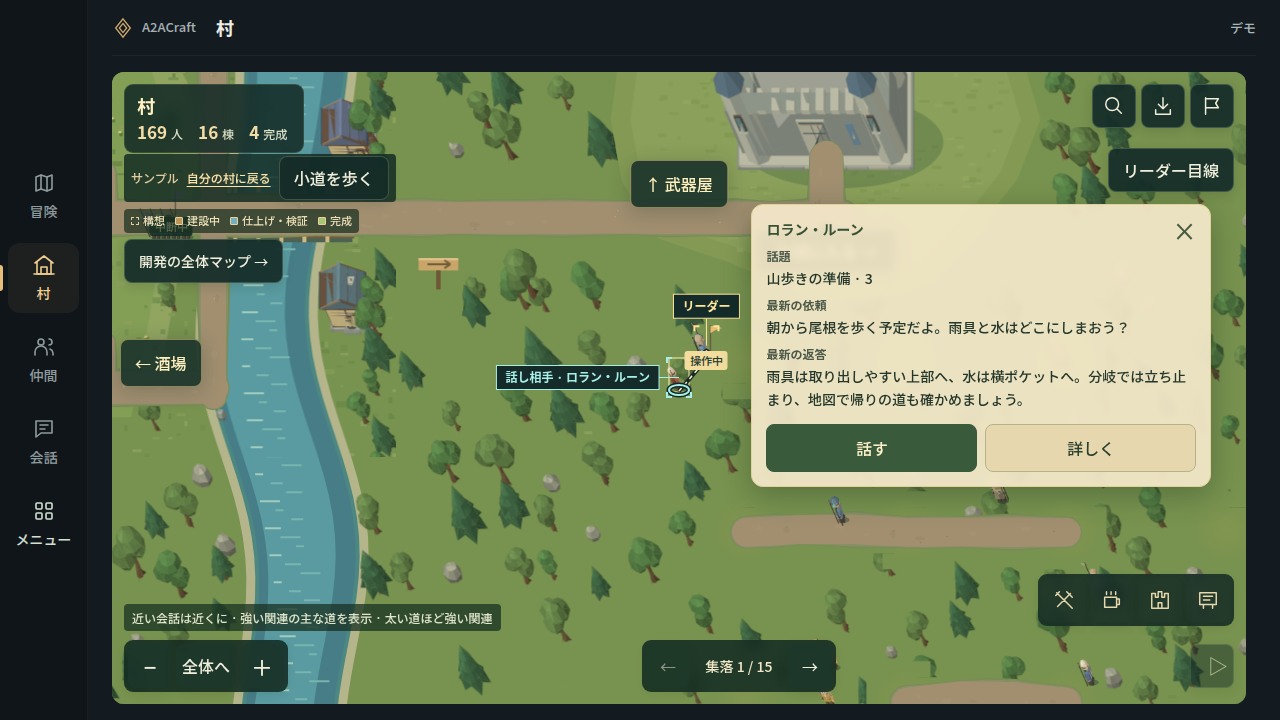 A2ACraft 村
デモ
村
169 人 16 棟 4 完成
サンプル 自分の村に戻る 小道を歩く
構想 建設中 仕上げ・検証 完成
開発の全体マップ →
← 酒場
冒険
村
仲間
会話
メニュー
↑ 武器屋
リーダー目線
リーダー
操作中
話し相手・ロラン・ルーン
ロラン・ルーン
話題
山歩きの準備・3
最新の依頼
朝から尾根を歩く予定だよ。雨具と水はどこにしまおう？
最新の返答
雨具は取り出しやすい上部へ、水は横ポケットへ。分岐では立ち止
まり、地図で帰りの道も確かめましょう。
話す 詳しく
近い会話は近くに・強い関連の主な道を表示・太い道ほど強い関連
− 全体へ ＋
← 集落 1 / 15 →